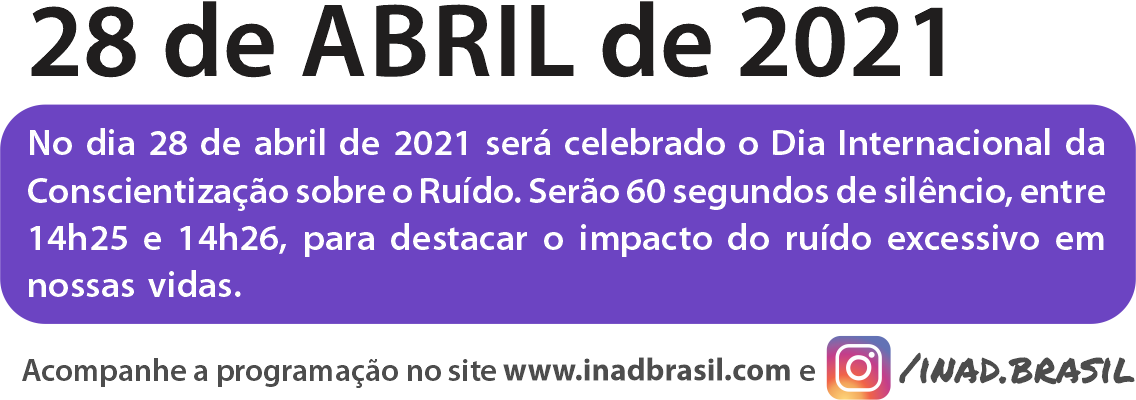 28 de ABRIL de 2021
No dia 28 de abril de 2021 será celebrado o Dia Internacional da
Conscientização sobre o Ruído. Serão 60 segundos de silêncio, entre
14h25 e 14h26, para destacar o impacto do ruído excessivo em
nossas vidas.
Acompanhe a programação no site www.inadbrasil.com e /INAD.BRASIL